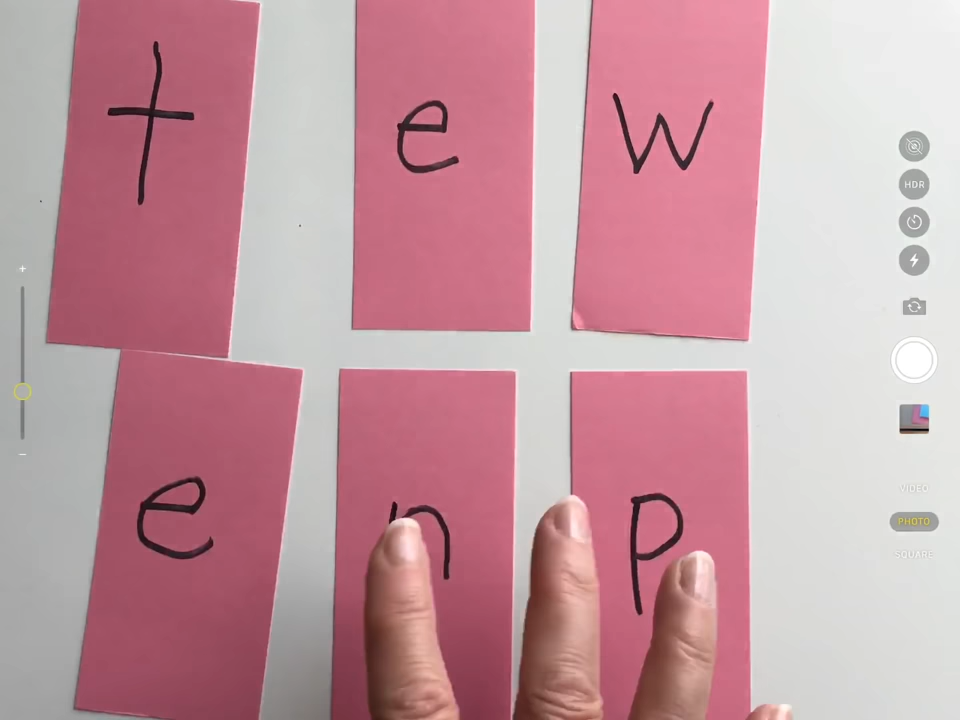 t e w
e n p
HDR
VIDEO
PHOTO
SQUARE